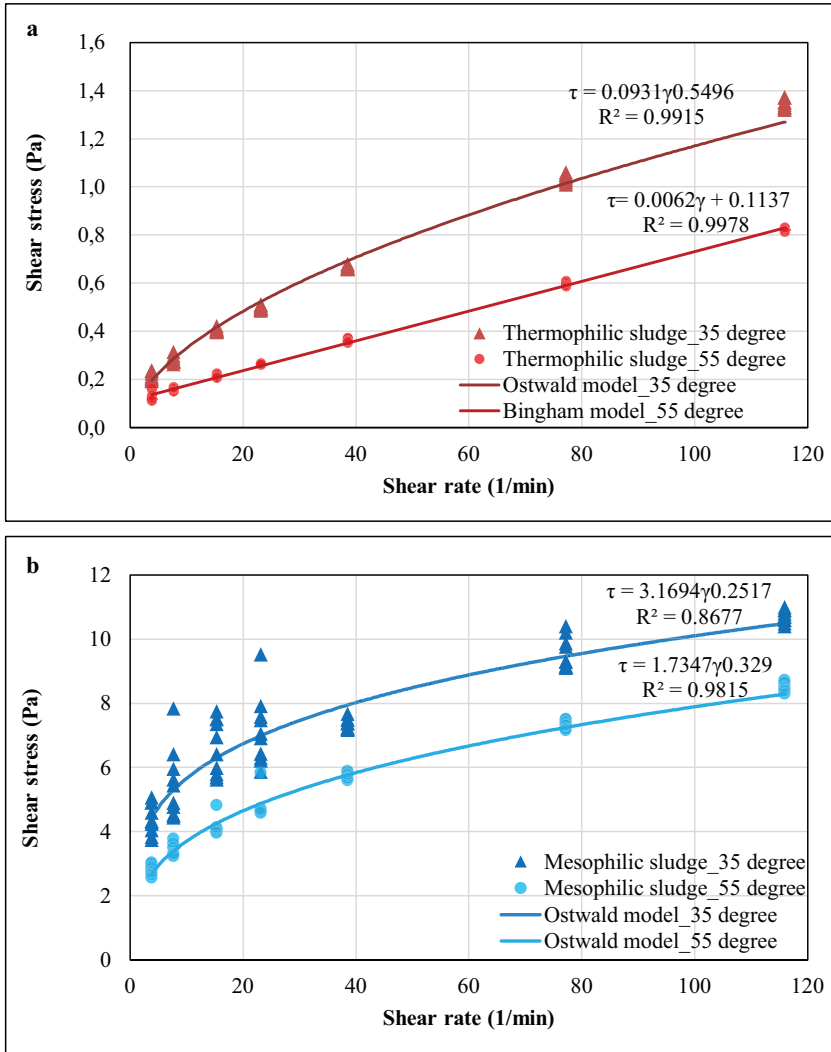 a
1,6
1,4
1,2
1,0
0,8
0,6
0,4
0,2
0,0
Shear stress (Pa)
τ = 0.0931γ0.5496
R² = 0.9915
τ= 0.0062γ + 0.1137
R² = 0.9978
Thermophilic sludge_35 degree
Thermophilic sludge_55 degree
Ostwald model_35 degree
Bingham model_55 degree
0 20 40 60 80 100 120
Shear rate (1/min)
b
12
10
8
6
4
2
0
Shear stress (Pa)
τ = 3.1694γ0.2517
R² = 0.8677
τ = 1.7347γ0.329
R² = 0.9815
Mesophilic sludge_35 degree
Mesophilic sludge_55 degree
Ostwald model_35 degree
Ostwald model_55 degree
0 20 40 60 80 100 120
Shear rate (1/min)